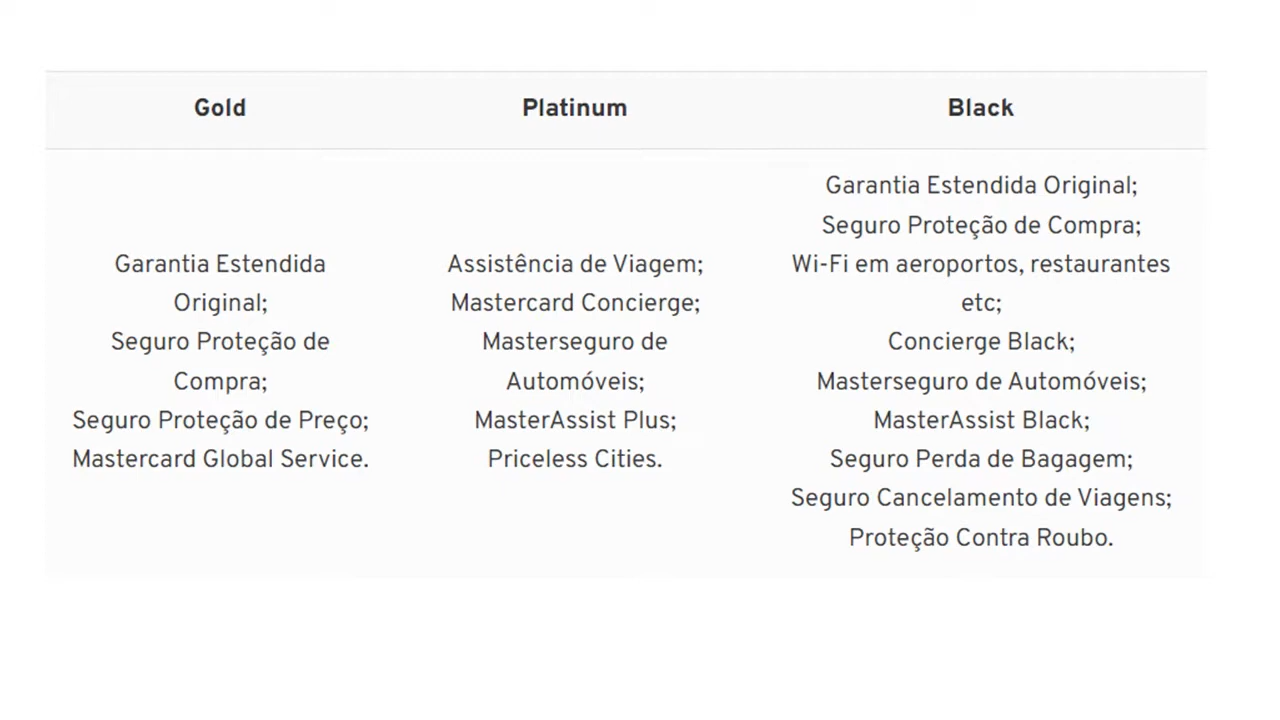 Gold
Platinum
Black
Garantia Estendida
Original;
Seguro Proteção de
Compra;
Seguro Proteção de Preço;
Mastercard Global Service.
Assistência de Viagem;
Mastercard Concierge;
Masterseguro de
Automóveis;
MasterAssist Plus;
Priceless Cities.
Garantia Estendida Original;
Seguro Proteção de Compra;
Wi-Fi em aeroportos, restaurantes
etc;
Concierge Black;
Masterseguro de Automóveis;
MasterAssist Black;
Seguro Perda de Bagagem;
Seguro Cancelamento de Viagens;
Proteção Contra Roubo.